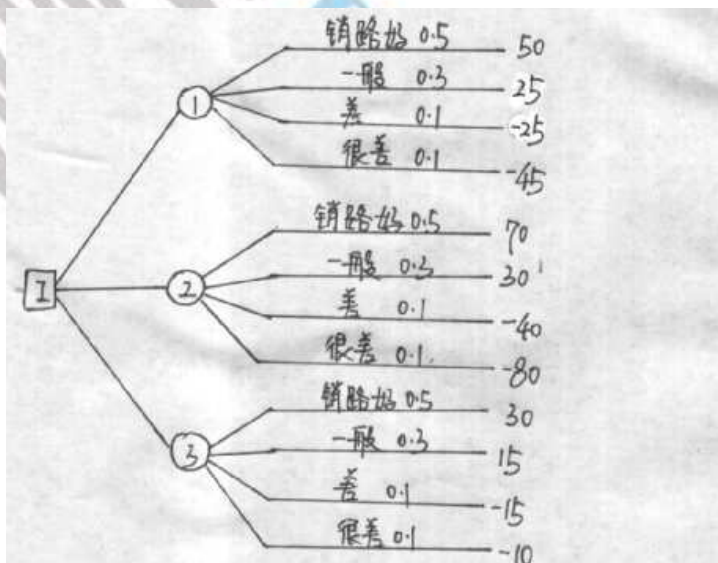 销路好 0.5 50
一般 0.3 25
① 差 0.1 -25
很差 0.1 -45
销路好 0.5 70
一般 0.3 30
I ② 差 0.1 -40
很差 0.1 -80
销路好 0.5 30
一般 0.3 15
③ 差 0.1 -15
很差 0.1 -10